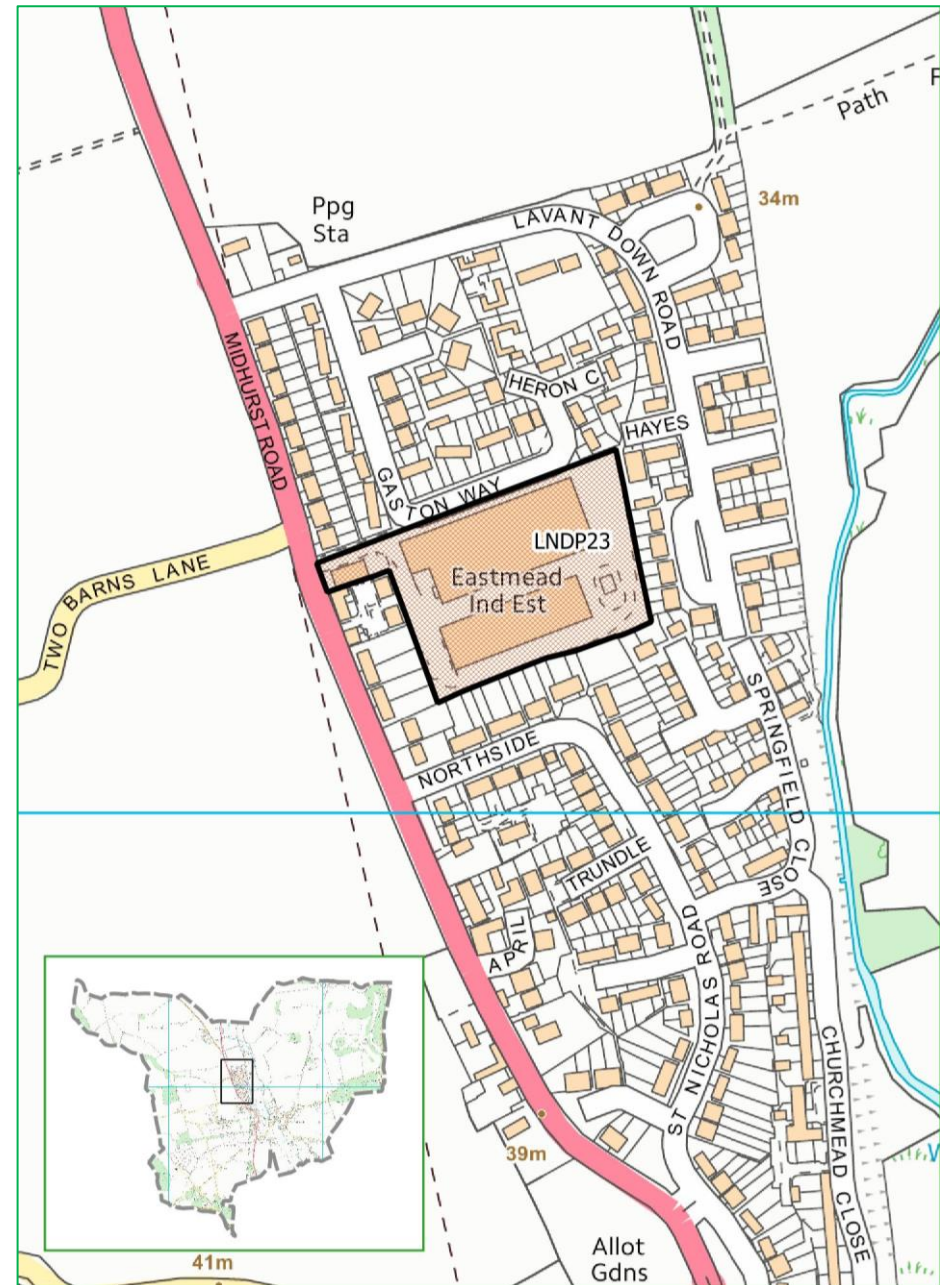 Path
F
34m
Ppg
Sta
LAVANT DOWN ROAD
MIDHURST ROAD
HERON C
HAYES
GASTON WAY
LNDP23
Eastmead
Ind Est
TWO BARNS LANE
NORTHSIDE
SPRINGFIELD CLOSE
TRUNDLE
CLOSE
APRIL
ST NICHOLAS ROAD
CHURCHMEAD CLOSE
39m
W
41m
Allot
Gdns